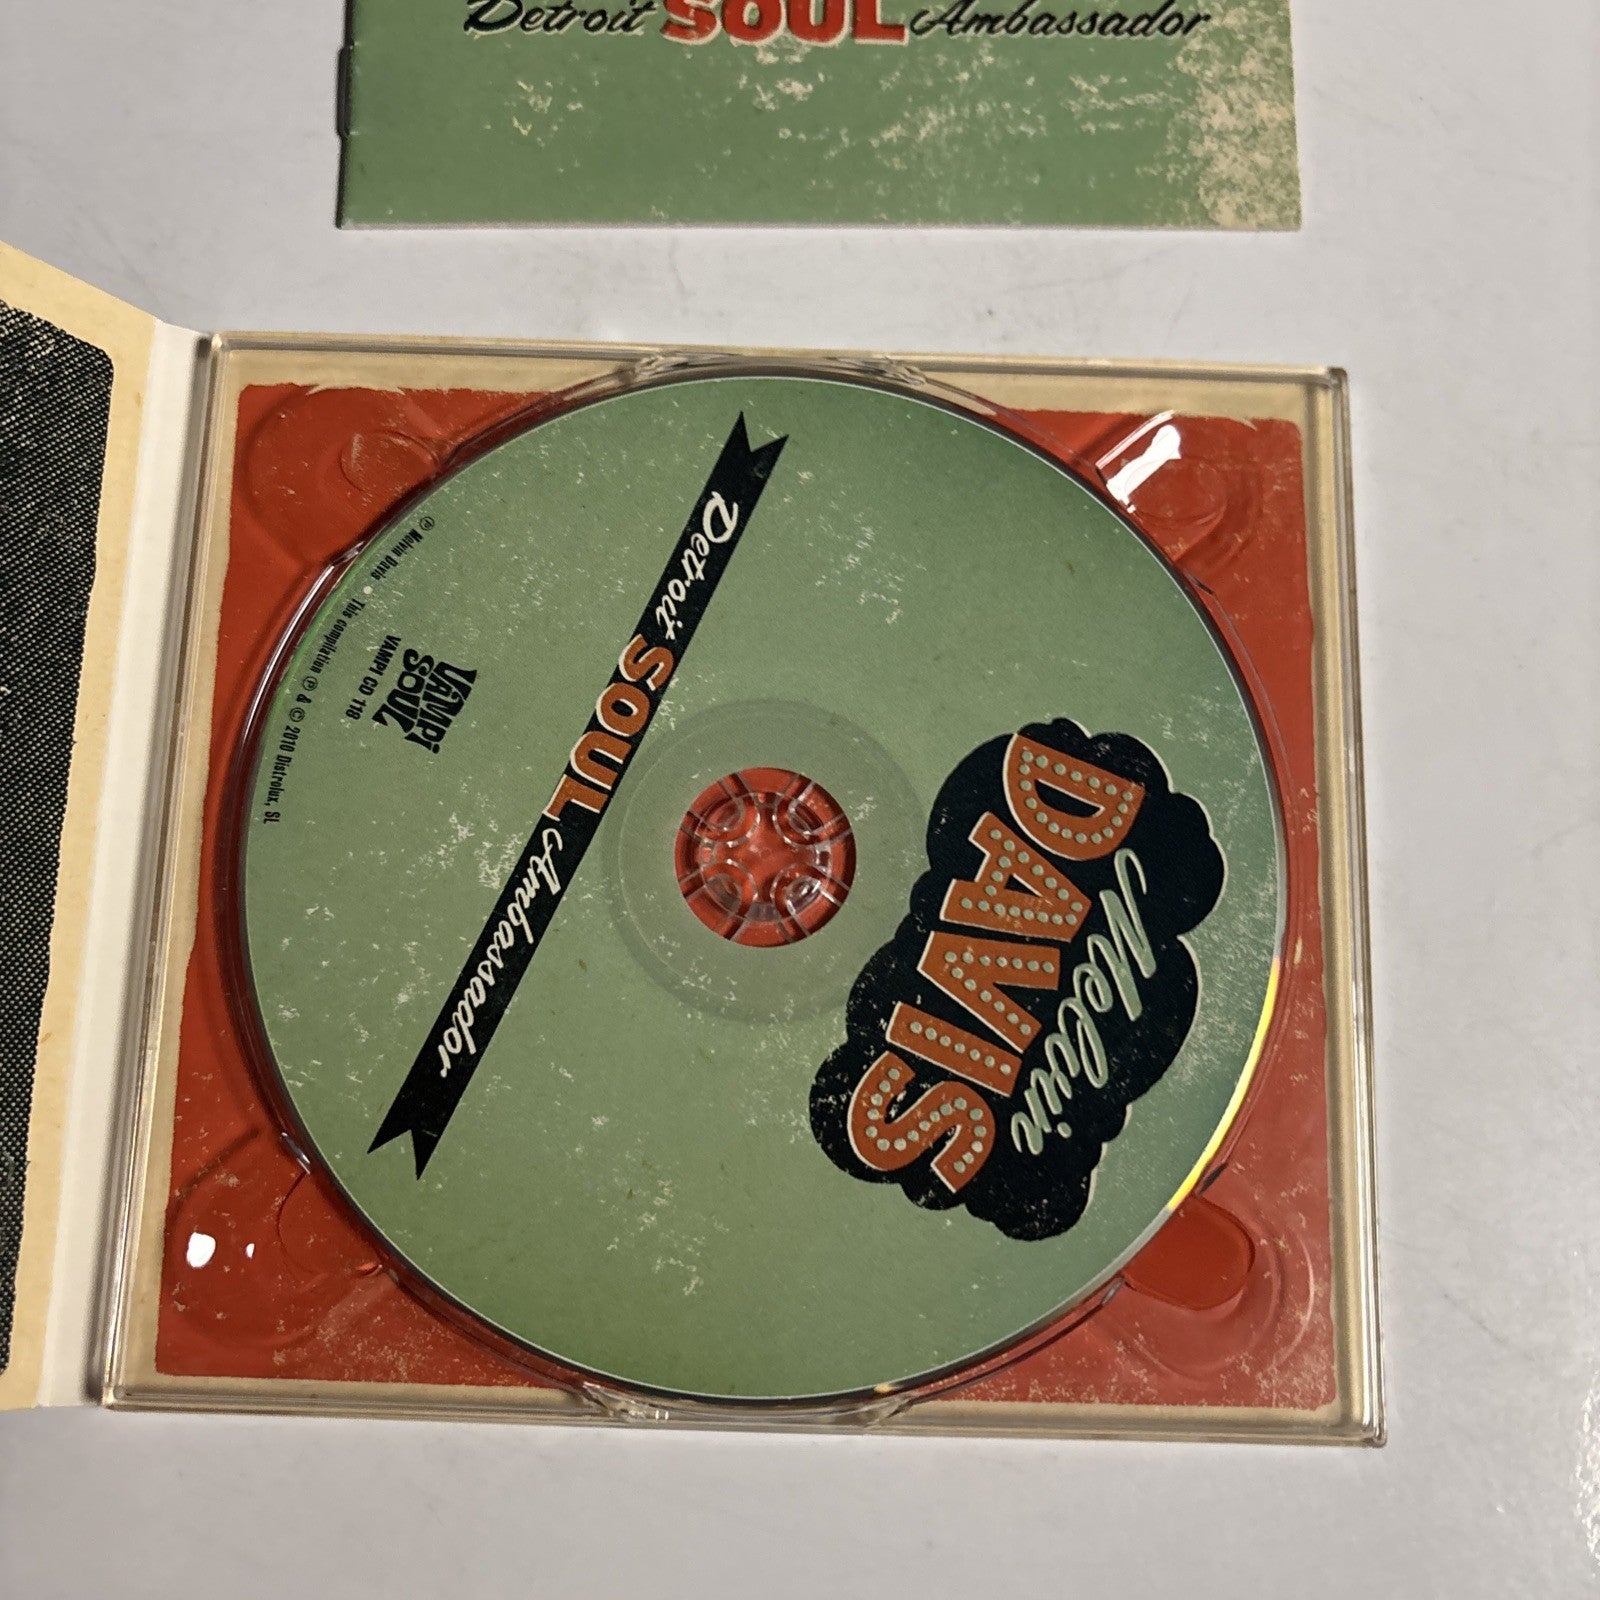 Detroit SOUL Ambassador
Melvin
DAVIS
Detroit SOUL Ambassador
VAMPi
SOUL
VAMPI CD 118
℗ Melvin Davis • This compilation ℗ & © 2010 Distrolux, SL